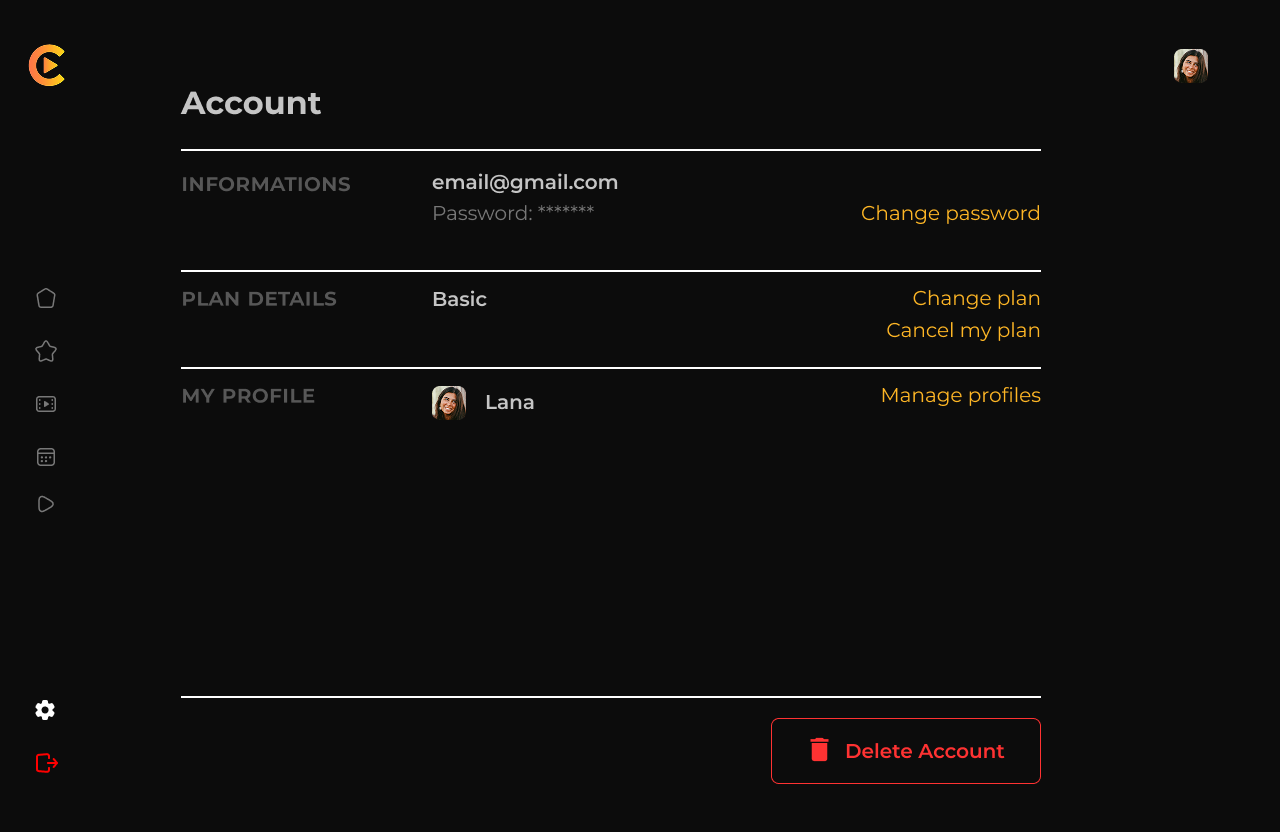 Account
INFORMATIONS
email@gmail.com
Password: *******
Change password
PLAN DETAILS
Basic
Change plan
Cancel my plan
MY PROFILE
Lana
Manage profiles
Delete Account